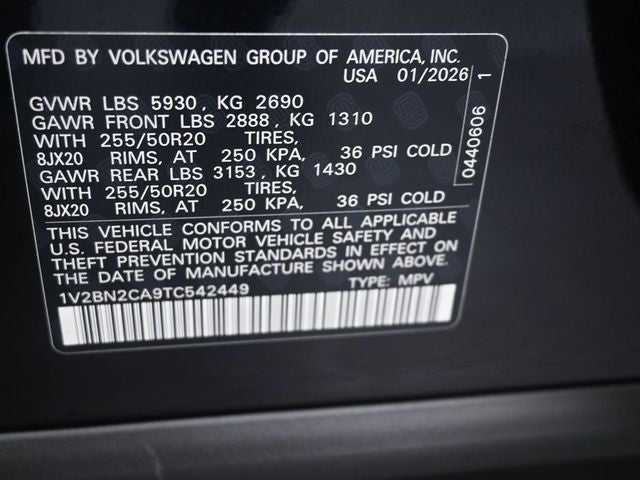 MFD BY VOLKSWAGEN GROUP OF AMERICA, INC.
USA 01/2026
GVWR LBS 5930, KG 2690
GAWR FRONT LBS 2888, KG 1310
WITH 255/50R20 TIRES,
8JX20 RIMS, AT 250 KPA, 36 PSI COLD
GAWR REAR LBS 3153, KG 1430
WITH 255/50R20 TIRES,
8JX20 RIMS, AT 250 KPA, 36 PSI COLD
THIS VEHICLE CONFORMS TO ALL APPLICABLE
U.S. FEDERAL MOTOR VEHICLE SAFETY AND
THEFT PREVENTION STANDARDS IN EFFECT ON
THE DATE OF MANUFACTURE SHOWN ABOVE.
1V2BN2CA9TC542449 TYPE: MPV
0440606 1